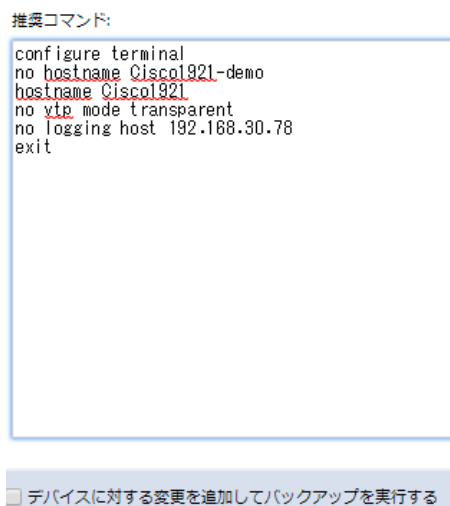 推奨コマンド:
configure terminal
no hostname Cisco1921-demo
hostname Cisco1921
no vtp mode transparent
no logging host 192.168.30.78
exit
デバイスに対する変更を追加してバックアップを実行する